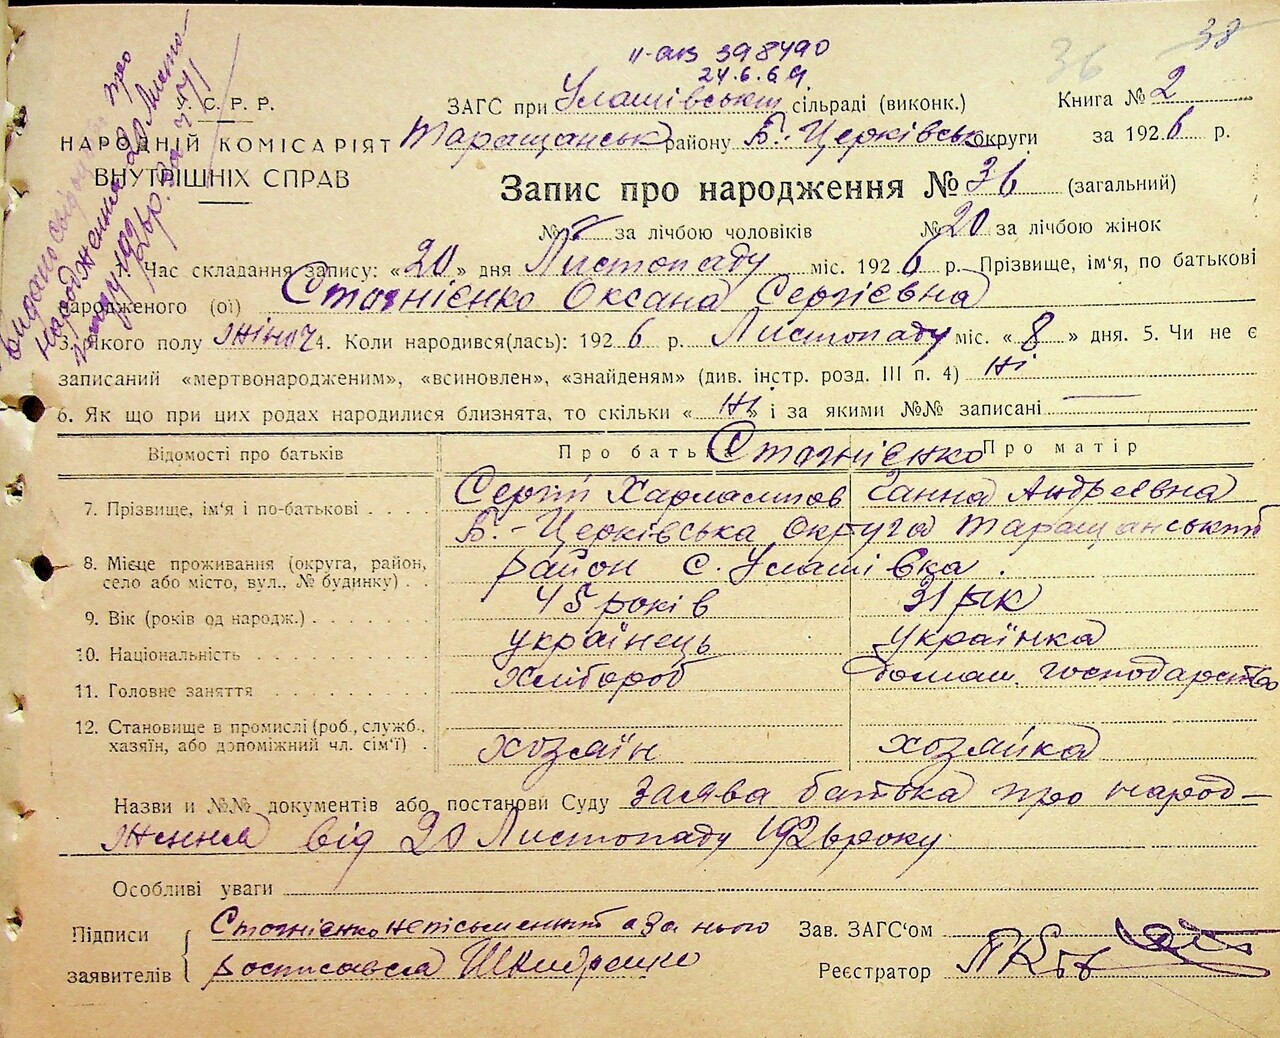 36 38
II-АЮ 398490
24.6.69
У. С. Р. Р.
ЗАГС при Улашівськ сільраді (виконк.) Книга № 2
НАРОДНІЙ КОМІСАРІЯТ Таращанськ району Б.-Церківськ округи за 1926 р.
ВНУТРІШНІХ СПРАВ
Запис про народження № 36 (загальний)
№ за лічбою чоловіків № 20 за лічбою жінок
Час складання запису: «20» дня Листопаду міс. 1926 р. Прізвище, ім'я, по батькові
народженого (ої) Стогнієнко Оксана Сергієвна
3. якого полу жіноч 4. Коли народився(лась): 1926 р. Листопаду міс. «8» дня. 5. Чи не є
записаний «мертвонародженим», «всиновлен», «знайденям» (див. інстр. розд. III п. 4) Ні
6. Як що при цих родах народилися близнята, то скільки « Ні » і за якими №№ записані —
Відомості про батьків Про батька Про матір
Стогнієнко
7. Прізвище, ім'я і по-батькові . . . Сергій Харлампов Ганна Андреєвна
Б.-Церківська Округа Таращанський
8. Місце проживання (округа, район, район с. Улашівка.
село або місто, вул., № будинку) . .
9. Вік (років од народж.) . . . . . . 45 років 31 рік
10. Національність . . . . . . . . українець українка
11. Головне заняття . . . . . . . . Хлібороб Домаш. господарство
12. Становище в промислі (роб., служб.,
хазяїн, або допоміжний чл. сім'ї) . хозяїн хозяйка
Назви и №№ документів або постанови Суду Заява батька про народ-
ження від 20 Листопаду 1926 року
Особливі уваги
Підписи Стогнієнко неписьменний а за нього Зав. ЗАГС'ом
заявителів росписався Реєстратор